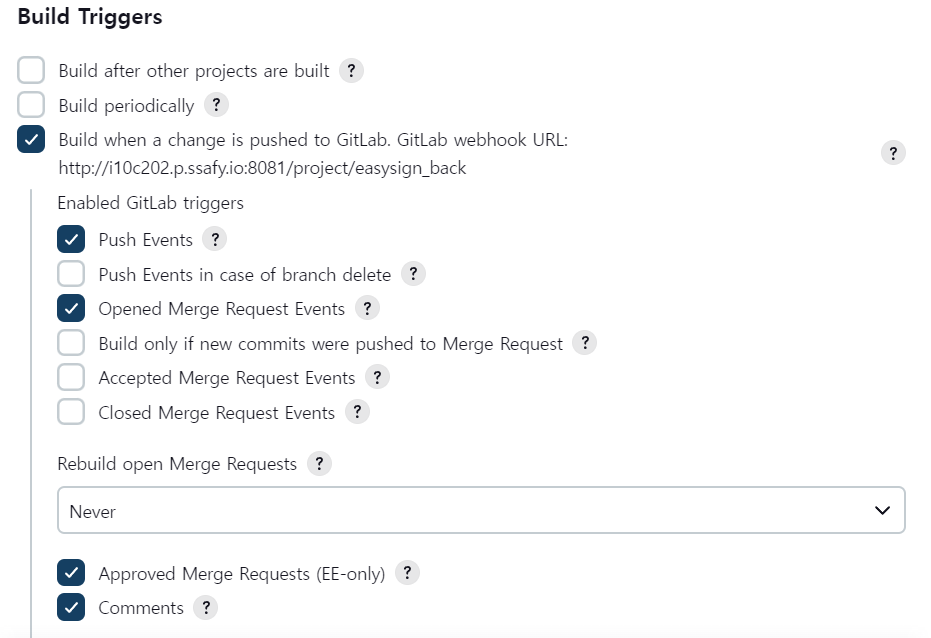 Build Triggers
Build after other projects are built ?
Build periodically ?
Build when a change is pushed to GitLab. GitLab webhook URL:
http://i10c202.p.ssafy.io:8081/project/easysign_back ?
Enabled GitLab triggers
Push Events ?
Push Events in case of branch delete ?
Opened Merge Request Events ?
Build only if new commits were pushed to Merge Request ?
Accepted Merge Request Events ?
Closed Merge Request Events ?
Rebuild open Merge Requests ?
Never
Approved Merge Requests (EE-only) ?
Comments ?